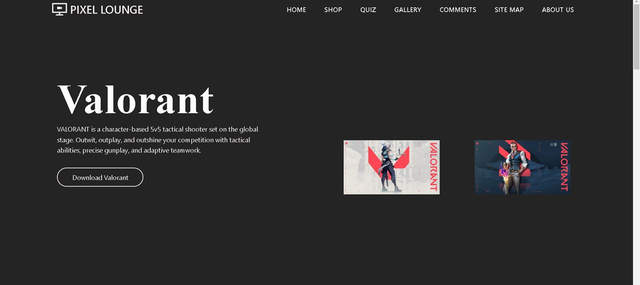 PIXEL LOUNGE
HOME SHOP QUIZ GALLERY COMMENTS SITE MAP ABOUT US
Valorant
VALORANT is a character-based 5v5 tactical shooter set on the global
stage. Outwit, outplay, and outshine your competition with tactical
abilities, precise gunplay, and adaptive teamwork.
Download Valorant
VALORANT
VALORANT